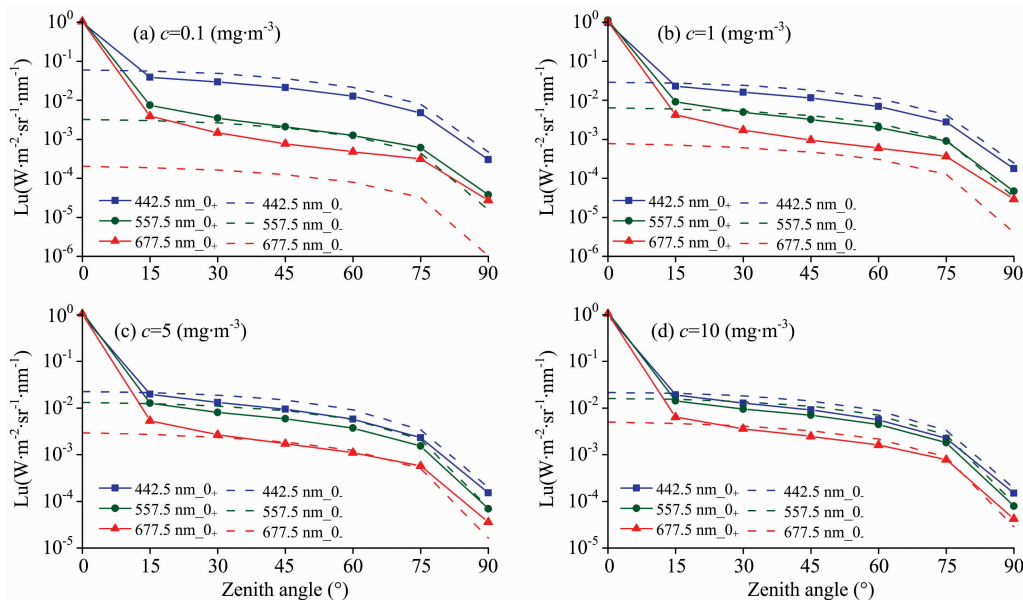 (a) c=0.1 (mg·m-3)
Lu(W·m-2·sr-1·nm-1)
100
10-1
10-2
10-3
10-4
10-5
10-6
442.5 nm_0+ 442.5 nm_0-
557.5 nm_0+ 557.5 nm_0-
677.5 nm_0+ 677.5 nm_0-
0 15 30 45 60 75 90
(b) c=1 (mg·m-3)
Lu(W·m-2·sr-1·nm-1)
100
10-1
10-2
10-3
10-4
10-5
10-6
442.5 nm_0+ 442.5 nm_0-
557.5 nm_0+ 557.5 nm_0-
677.5 nm_0+ 677.5 nm_0-
0 15 30 45 60 75 90
(c) c=5 (mg·m-3)
Lu(W·m-2·sr-1·nm-1)
100
10-1
10-2
10-3
10-4
10-5
442.5 nm_0+ 442.5 nm_0-
557.5 nm_0+ 557.5 nm_0-
677.5 nm_0+ 677.5 nm_0-
0 15 30 45 60 75 90
Zenith angle (°)
(d) c=10 (mg·m-3)
Lu(W·m-2·sr-1·nm-1)
100
10-1
10-2
10-3
10-4
10-5
442.5 nm_0+ 442.5 nm_0-
557.5 nm_0+ 557.5 nm_0-
677.5 nm_0+ 677.5 nm_0-
0 15 30 45 60 75 90
Zenith angle (°)